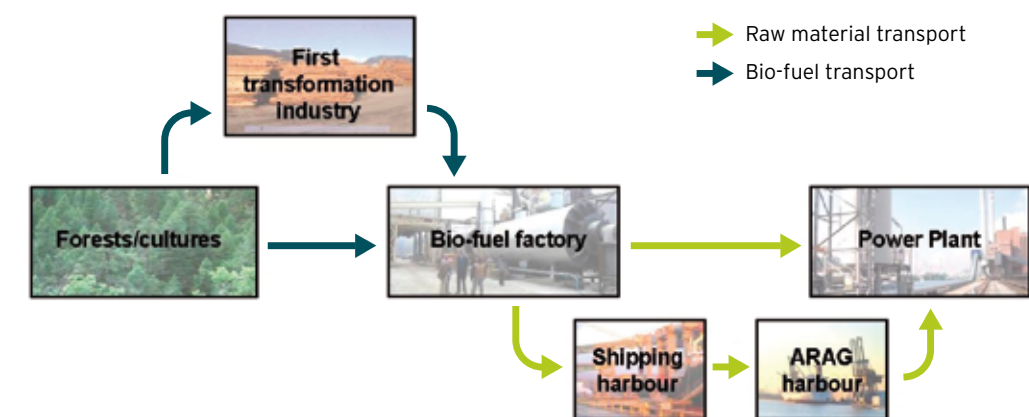 First
transformation
industry
Raw material transport
Bio-fuel transport
Forests/cultures
Bio-fuel factory
Power Plant
Shipping
harbour
ARAG
harbour